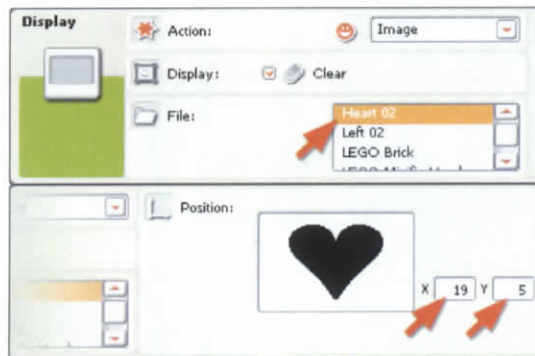 Display
Action: Image
Display: Clear
File: Heart 02
Left 02
LEGO Brick
Position:
X 19 Y 5